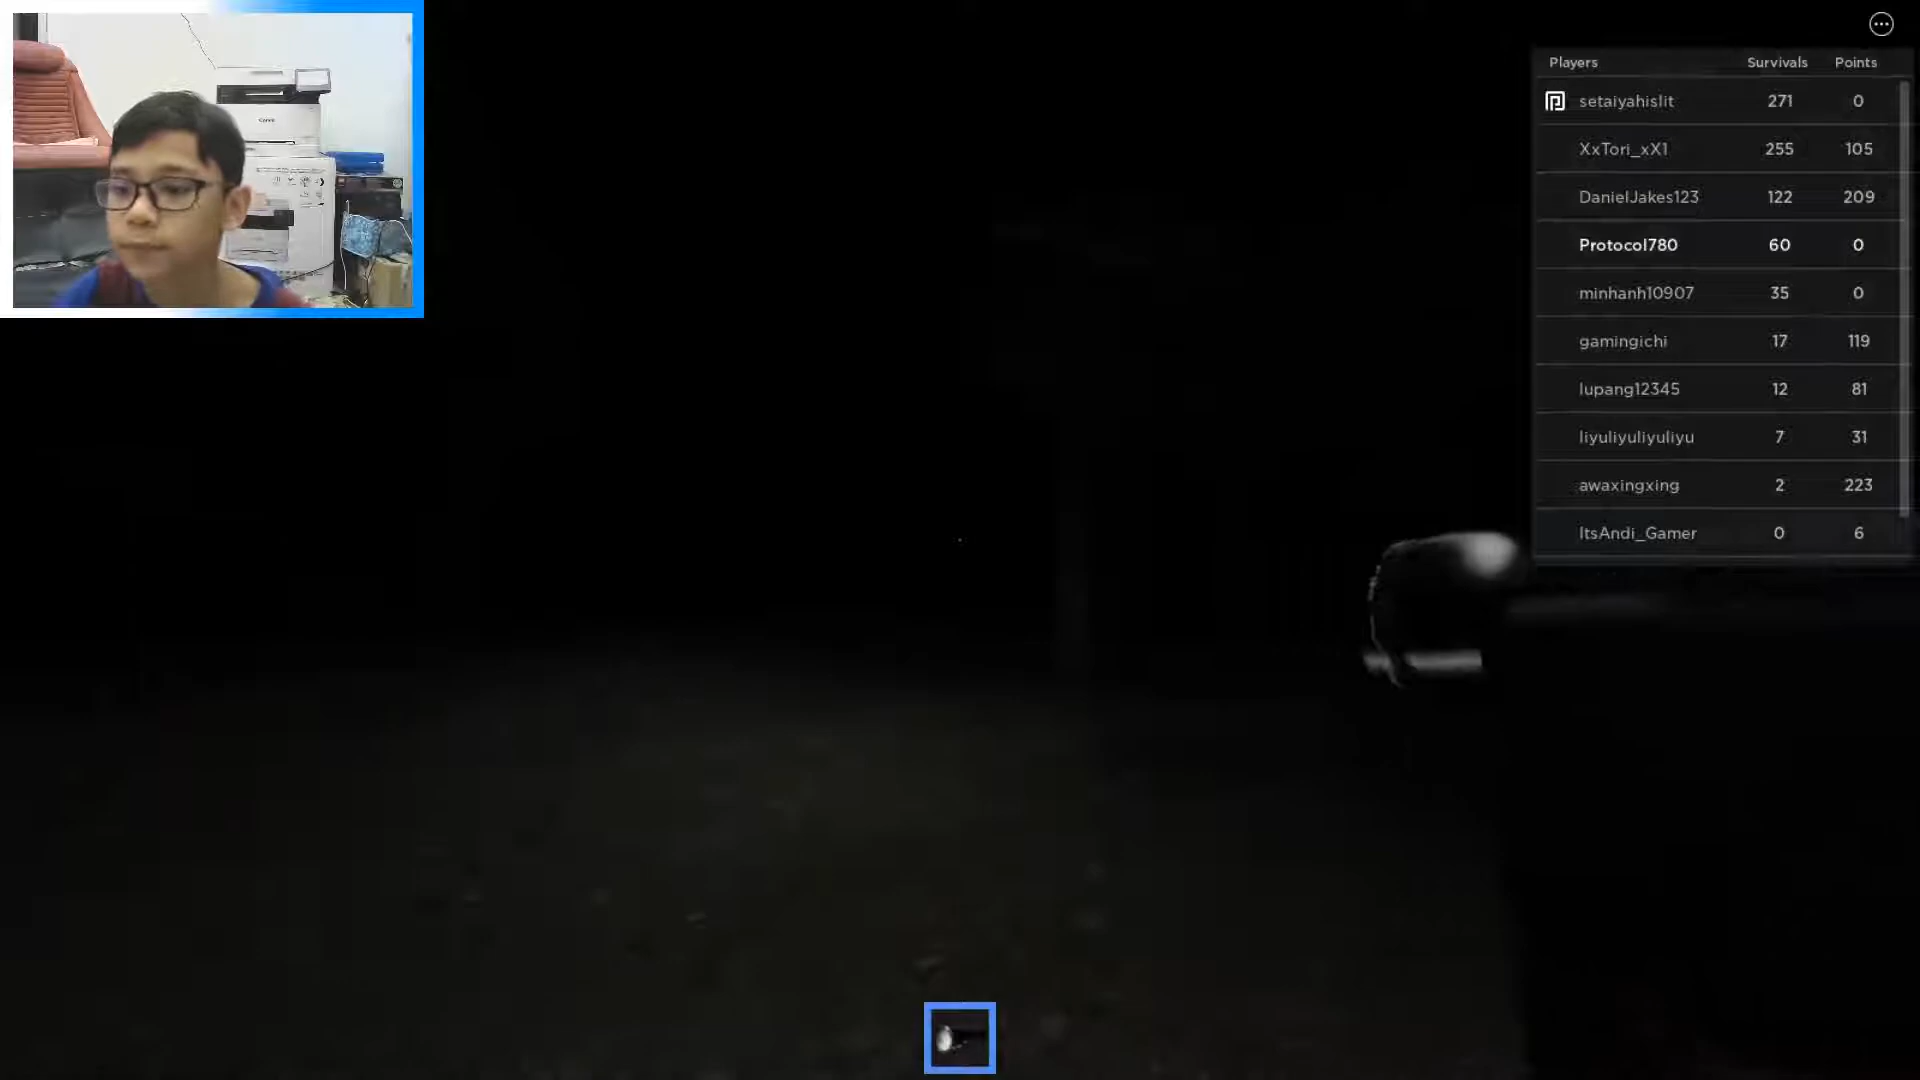 Players Survivals Points
setaiyahislit 271 0
XxTori_xX1 255 105
DanielJakes123 122 209
Protocol780 60 0
minhanh10907 35 0
gamingichi 17 119
lupang12345 12 81
liyuliyuliyuliyu 7 31
awaxingxing 2 223
ItsAndi_Gamer 0 6
Canon